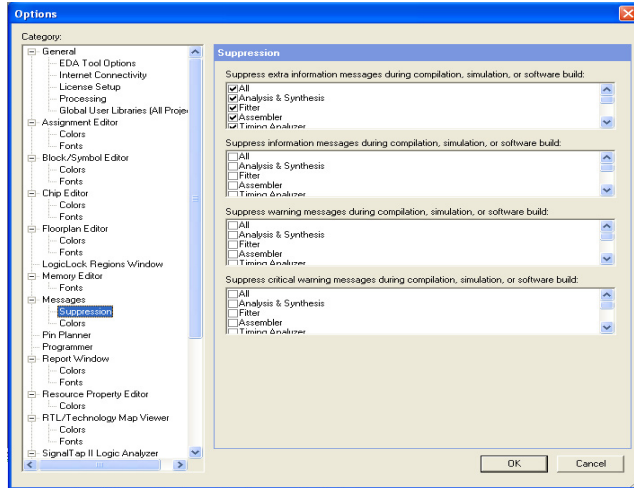 Options
Category:
General
EDA Tool Options
Internet Connectivity
License Setup
Processing
Global User Libraries (All Proje
Assignment Editor
Colors
Fonts
Block/Symbol Editor
Colors
Fonts
Chip Editor
Colors
Fonts
Floorplan Editor
Colors
Fonts
LogicLock Regions Window
Memory Editor
Fonts
Messages
Suppression
Colors
Pin Planner
Programmer
Report Window
Colors
Fonts
Resource Property Editor
Colors
RTL/Technology Map Viewer
Colors
Fonts
SignalTap II Logic Analyzer
Suppression
Suppress extra information messages during compilation, simulation, or software build:
All
Analysis & Synthesis
Fitter
Assembler
Timing Analyzer
Suppress information messages during compilation, simulation, or software build:
All
Analysis & Synthesis
Fitter
Assembler
Timing Analyzer
Suppress warning messages during compilation, simulation, or software build:
All
Analysis & Synthesis
Fitter
Assembler
Timing Analyzer
Suppress critical warning messages during compilation, simulation, or software build:
All
Analysis & Synthesis
Fitter
Assembler
Timing Analyzer
OK
Cancel